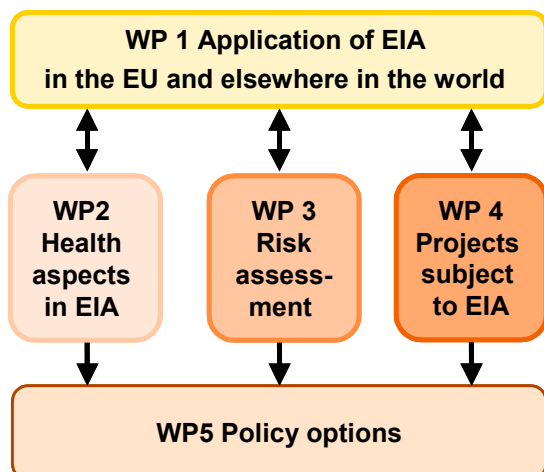 WP 1 Application of EIA
in the EU and elsewhere in the world
WP2
Health
aspects
in EIA
WP 3
Risk
assess-
ment
WP 4
Projects
subject
to EIA
WP5 Policy options